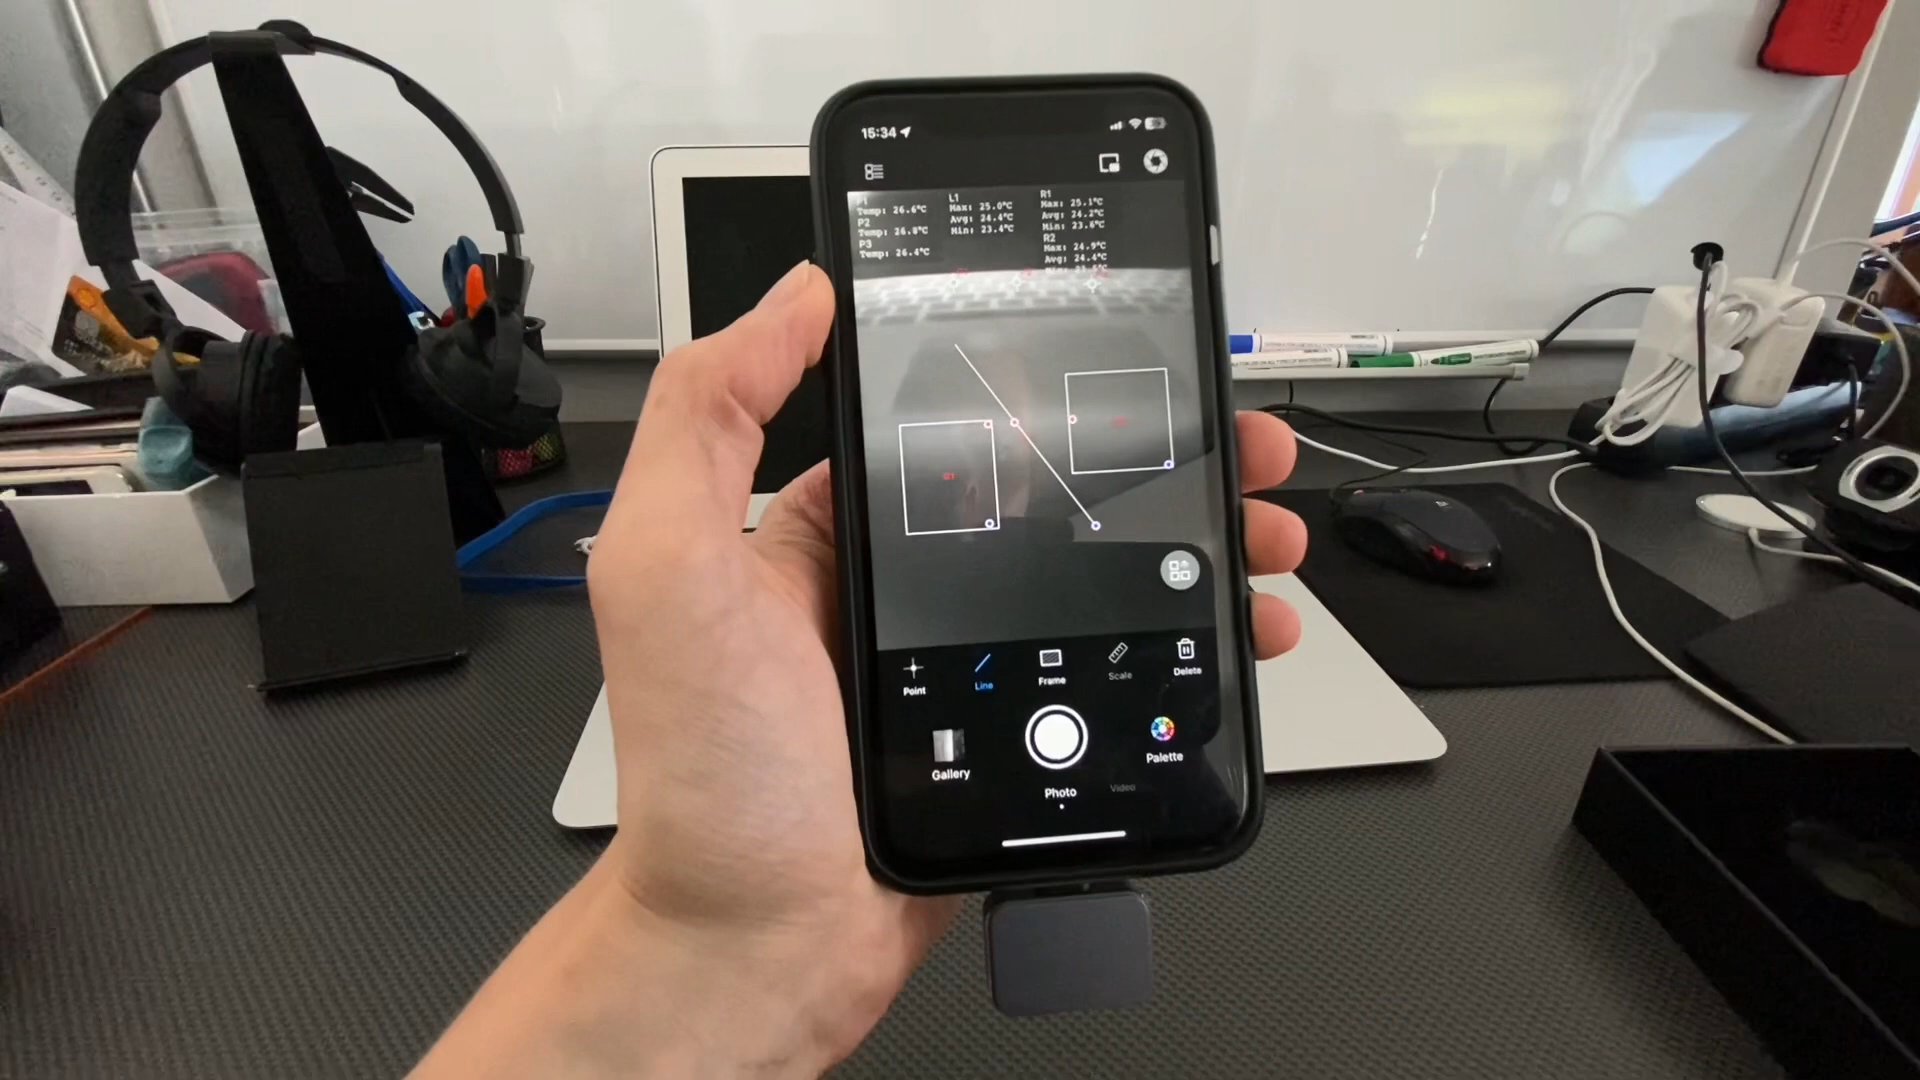 15:34
P1
Temp: 26.6°C
P2
Temp: 26.8°C
P3
Temp: 26.4°C
L1
Max: 25.0°C
Avg: 24.4°C
Min: 23.4°C
R1
Max: 25.1°C
Avg: 24.2°C
Min: 23.6°C
R2
Max: 24.9°C
Avg: 24.4°C
R1
Point
Line
Frame
Scale
Delete
Gallery
Palette
Photo
Video